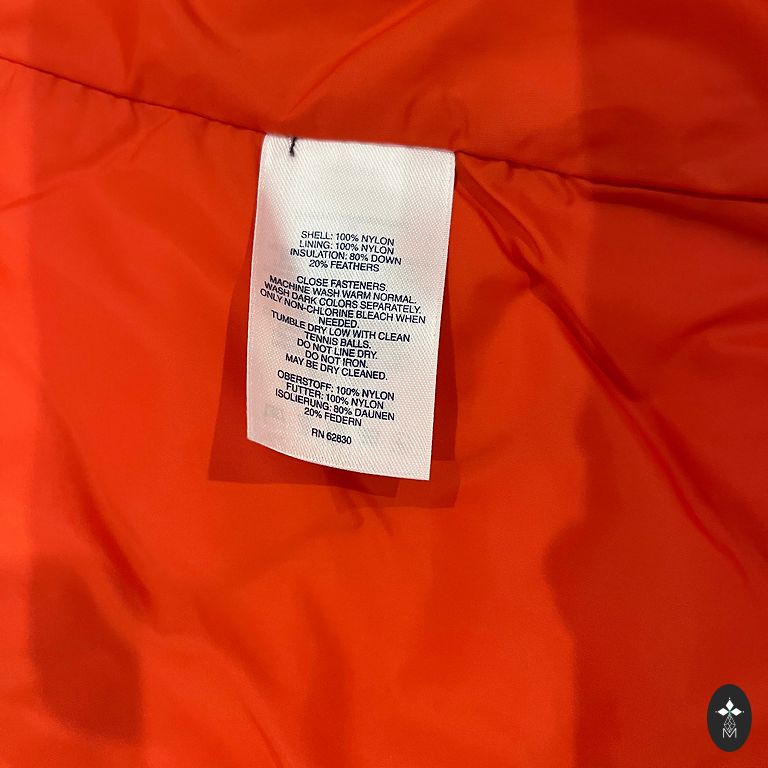 SHELL: 100% NYLON
LINING: 100% NYLON
INSULATION: 80% DOWN
20% FEATHERS
CLOSE FASTENERS.
MACHINE WASH WARM NORMAL.
WASH DARK COLORS SEPARATELY.
ONLY NON-CHLORINE BLEACH WHEN
NEEDED.
TUMBLE DRY LOW WITH CLEAN
TENNIS BALLS.
DO NOT LINE DRY.
DO NOT IRON.
MAY BE DRY CLEANED.
OBERSTOFF: 100% NYLON
FUTTER: 100% NYLON
ISOLIERUNG: 80% DAUNEN
20% FEDERN
RN 62830
M